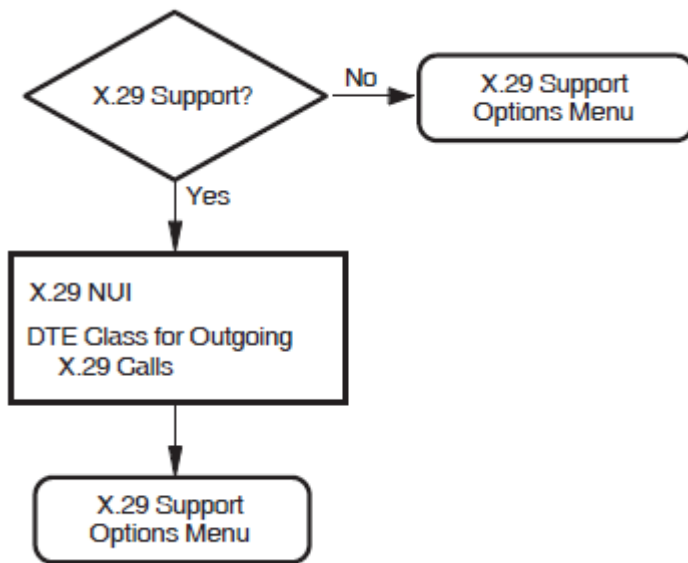 X.29 Support?
No
X.29 Support
Options Menu
Yes
X.29 NUI
DTE Class for Outgoing
X.29 Calls
X.29 Support
Options Menu